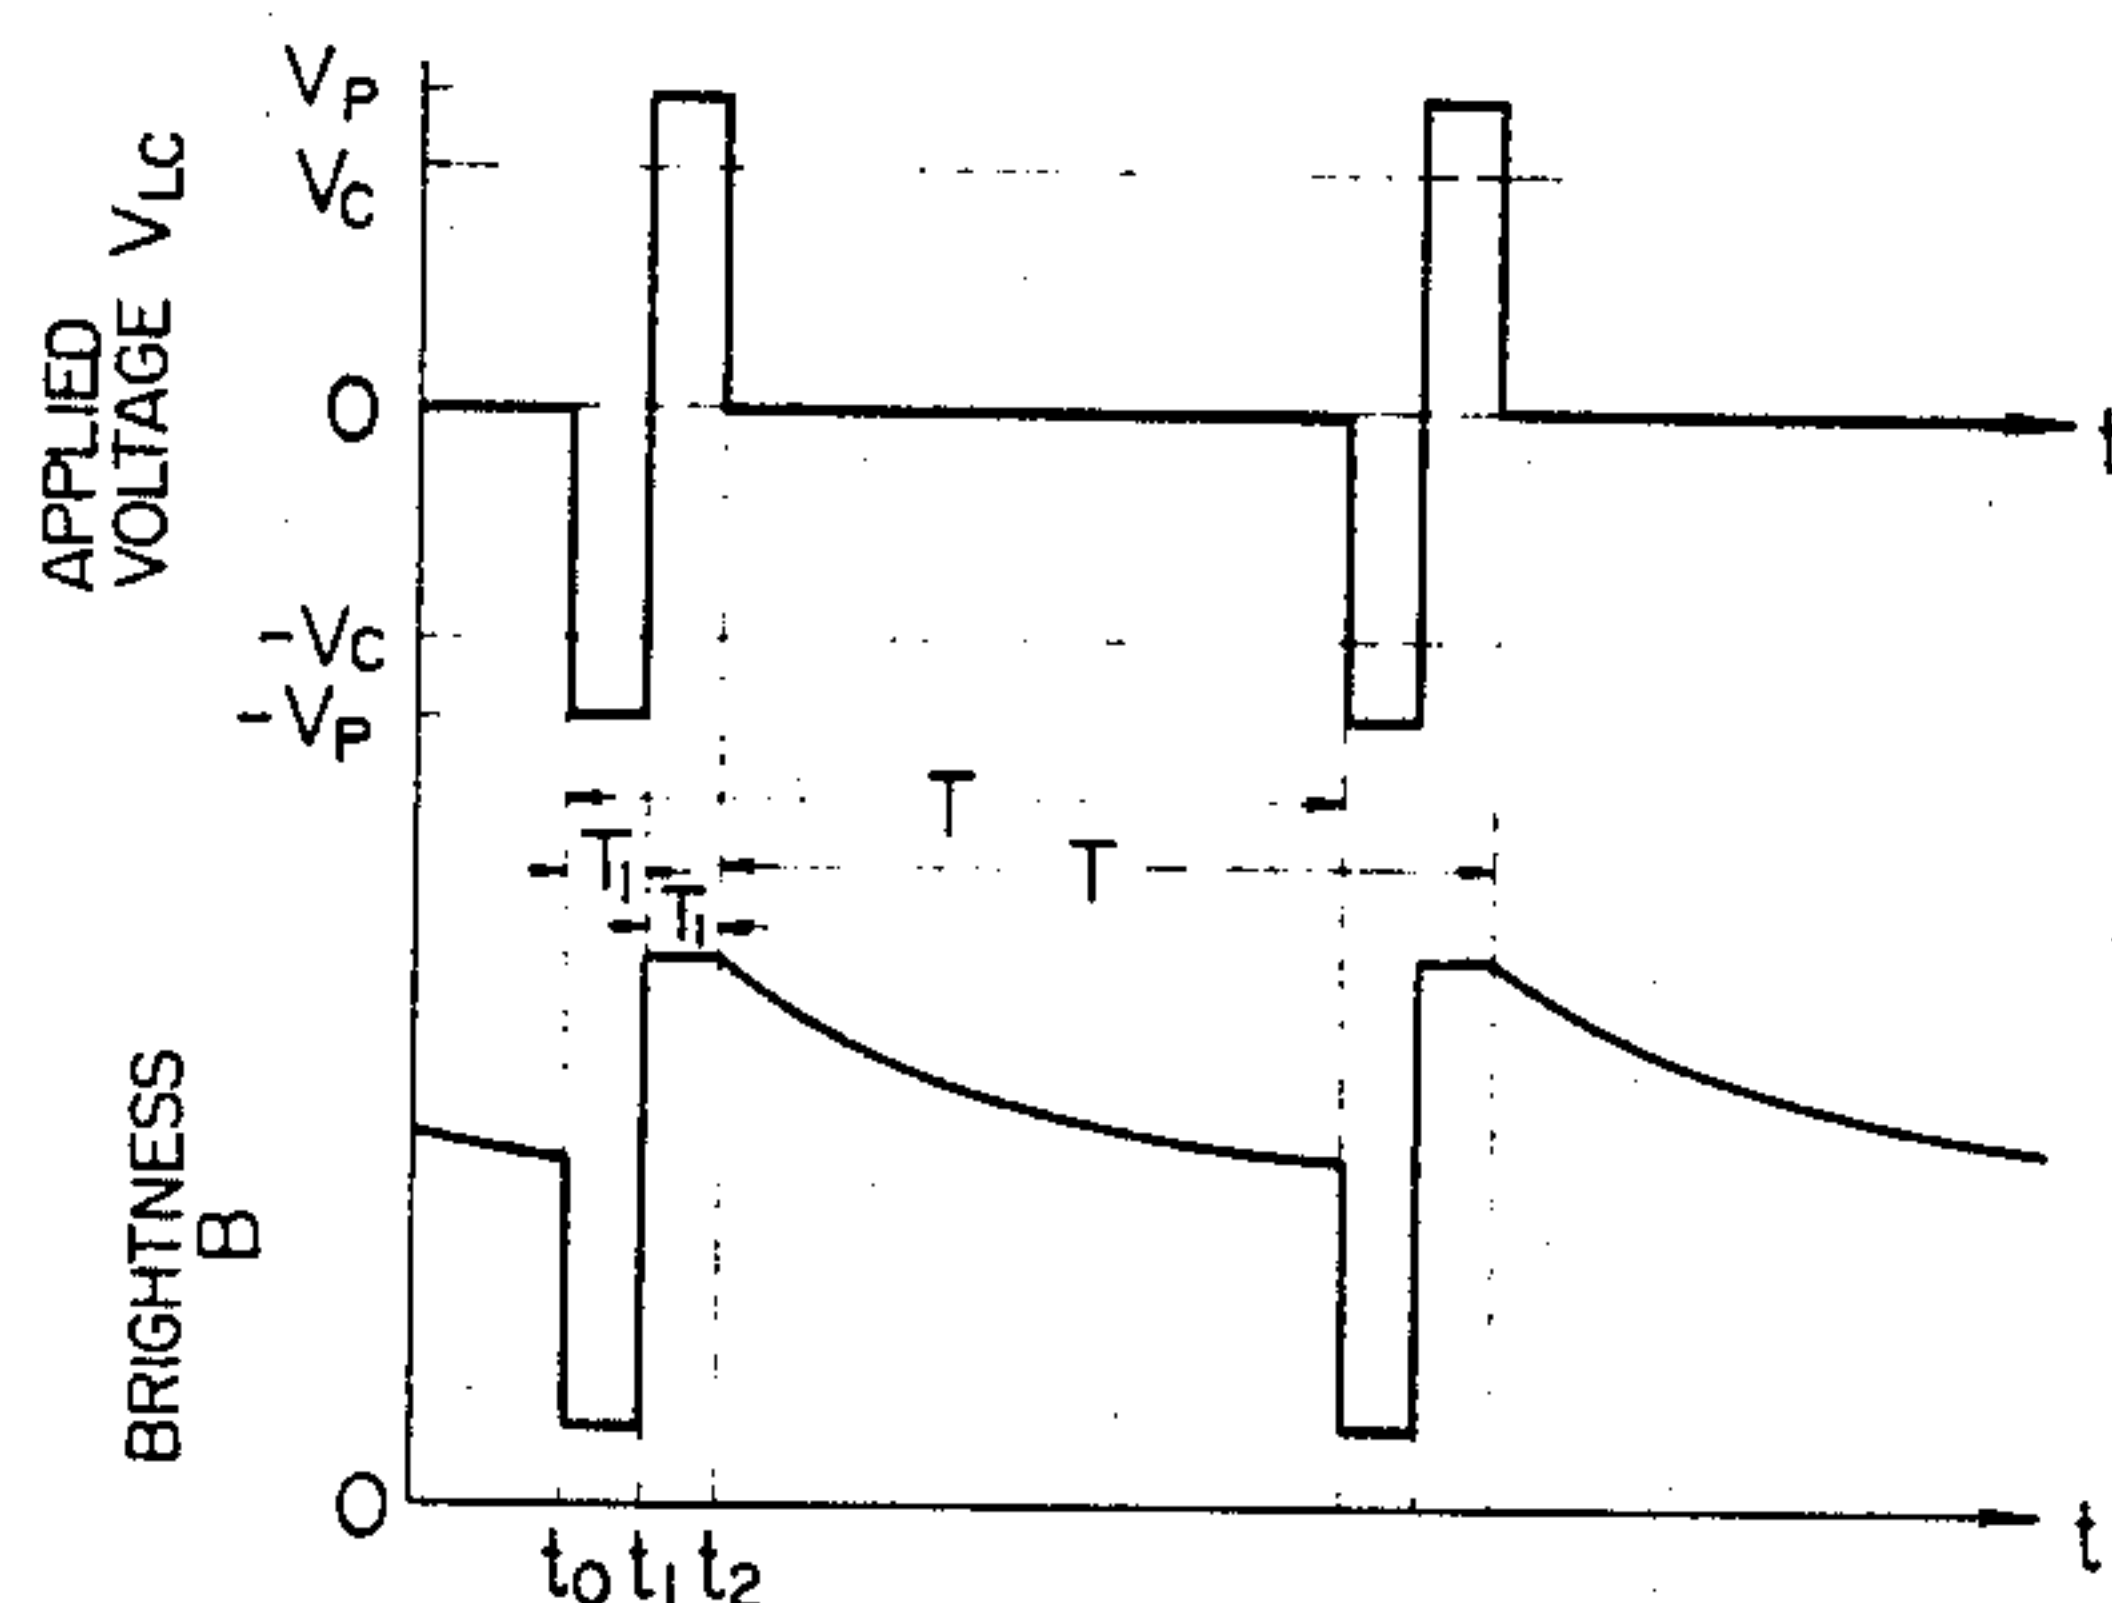 VP
VC
APPLIED
VOLTAGE VLC
O
t
-VC
-VP
T
T1
T
T1
BRIGHTNESS
B
O
t0 t1 t2
t